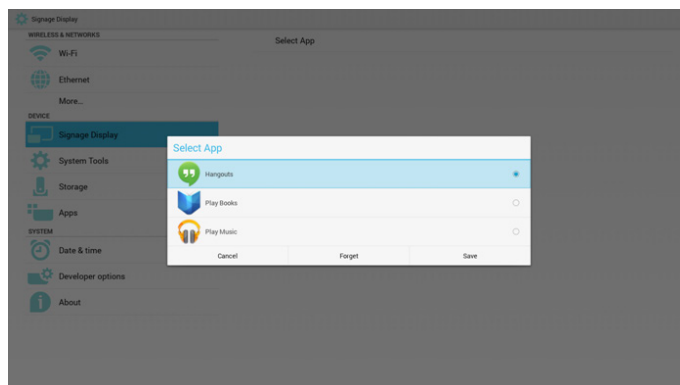 Signage Display
WIRELESS & NETWORKS
Select App
Wi-Fi
Ethernet
More...
DEVICE
Signage Display
System Tools
Storage
Apps
SYSTEM
Date & time
Developer options
About
Select App
Hangouts
Play Books
Play Music
Cancel Forget Save